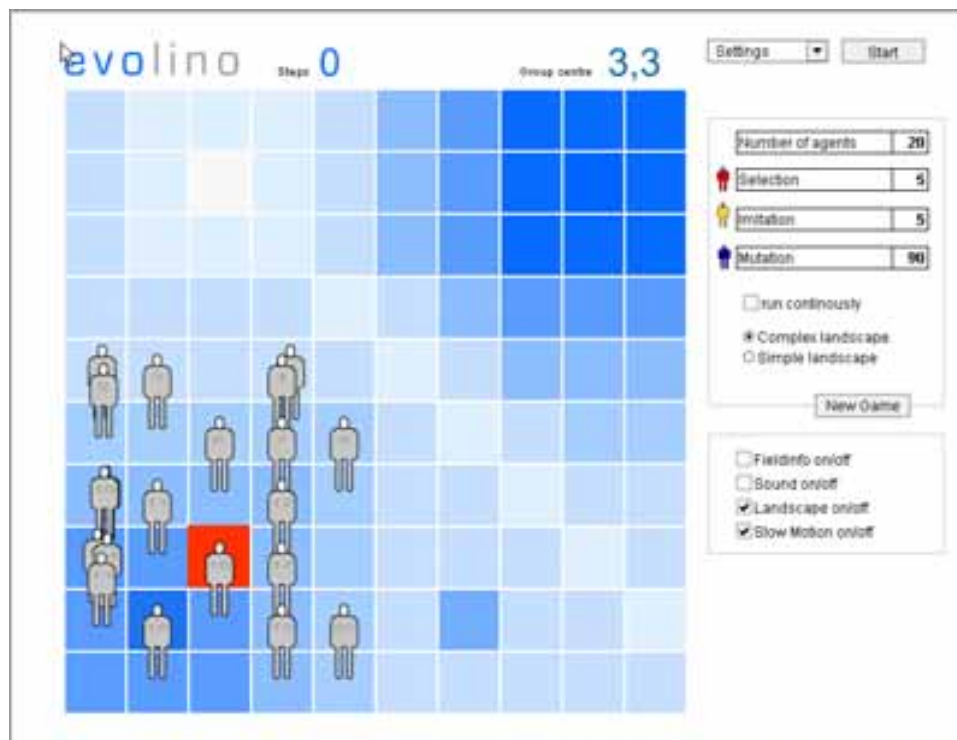 evolino
Steps 0
Group centre 3,3
Settings
Start
Number of agents 20
Selection 5
Imitation 5
Mutation 90
run continously
Complex landscape
Simple landscape
New Game
Fieldinfo on/off
Sound on/off
Landscape on/off
Slow Motion on/off